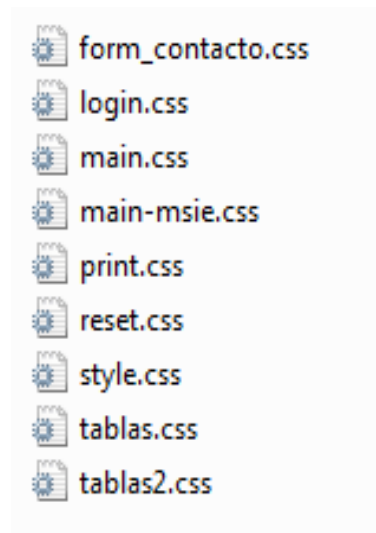 form_contacto.css
login.css
main.css
main-msie.css
print.css
reset.css
style.css
tablas.css
tablas2.css